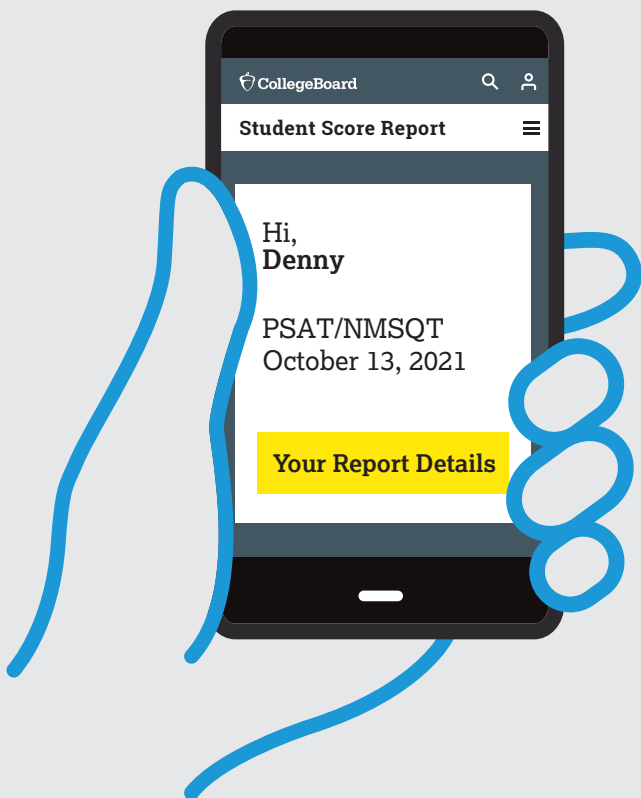 CollegeBoard
Student Score Report
Hi,
Denny
PSAT/NMSQT
October 13, 2021
Your Report Details